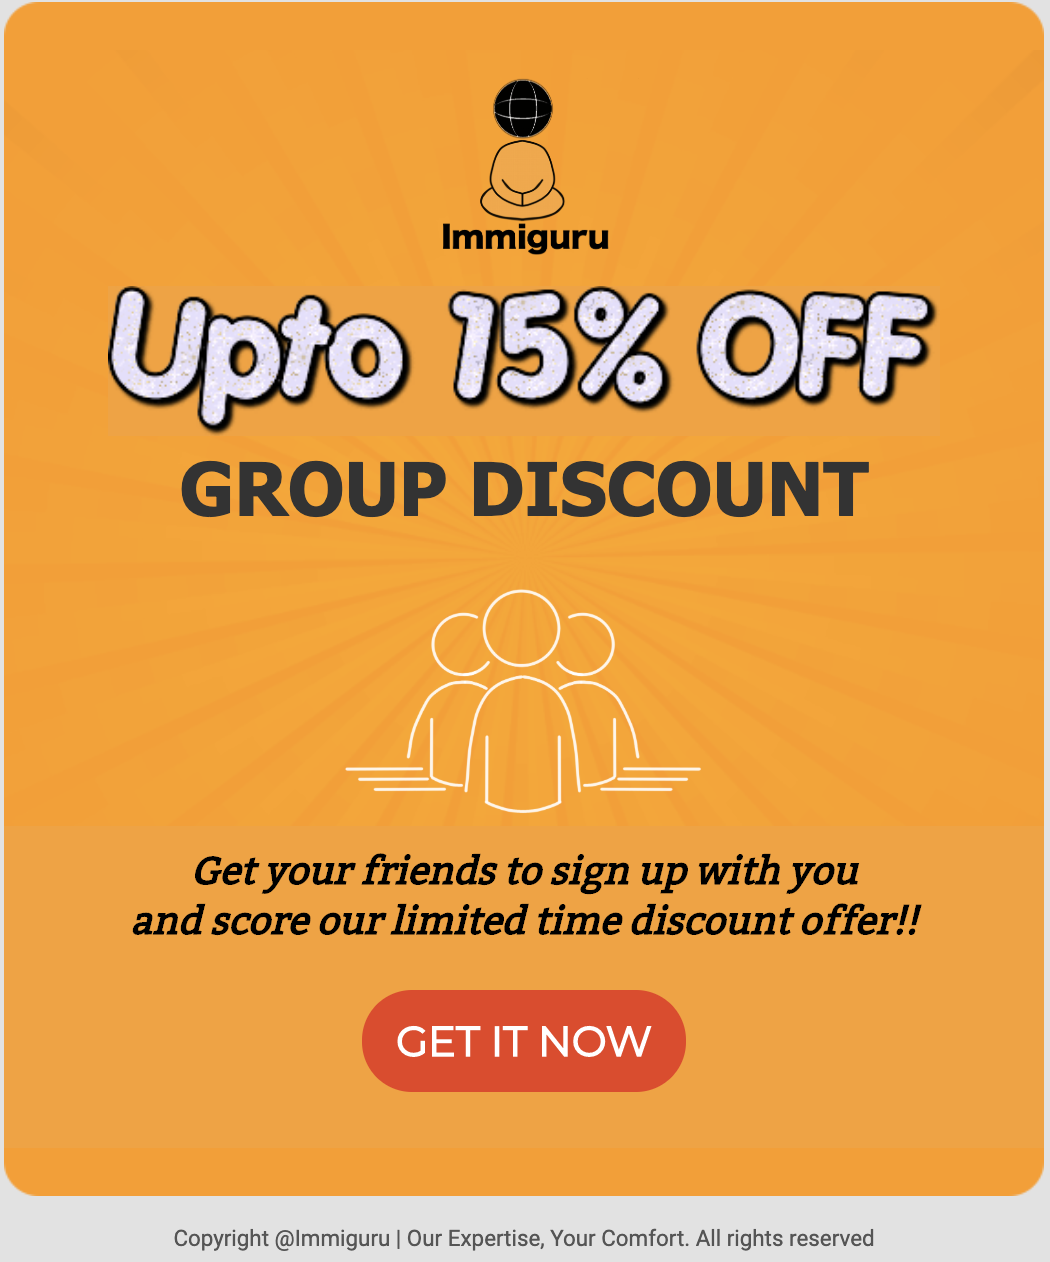 Immiguru
Upto 15% OFF
GROUP DISCOUNT
Get your friends to sign up with you
and score our limited time discount offer!!
GET IT NOW
Copyright @Immiguru | Our Expertise, Your Comfort. All rights reserved